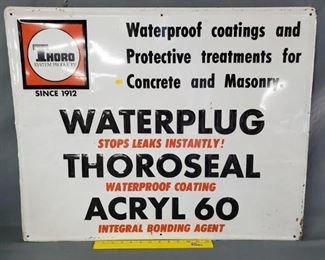 Waterproof coatings and
Protective treatments for
Concrete and Masonry.
THORO
SYSTEM PRODUCTS
SINCE 1912
WATERPLUG
STOPS LEAKS INSTANTLY!
THOROSEAL
WATERPROOF COATING
ACRYL 60
INTEGRAL BONDING AGENT